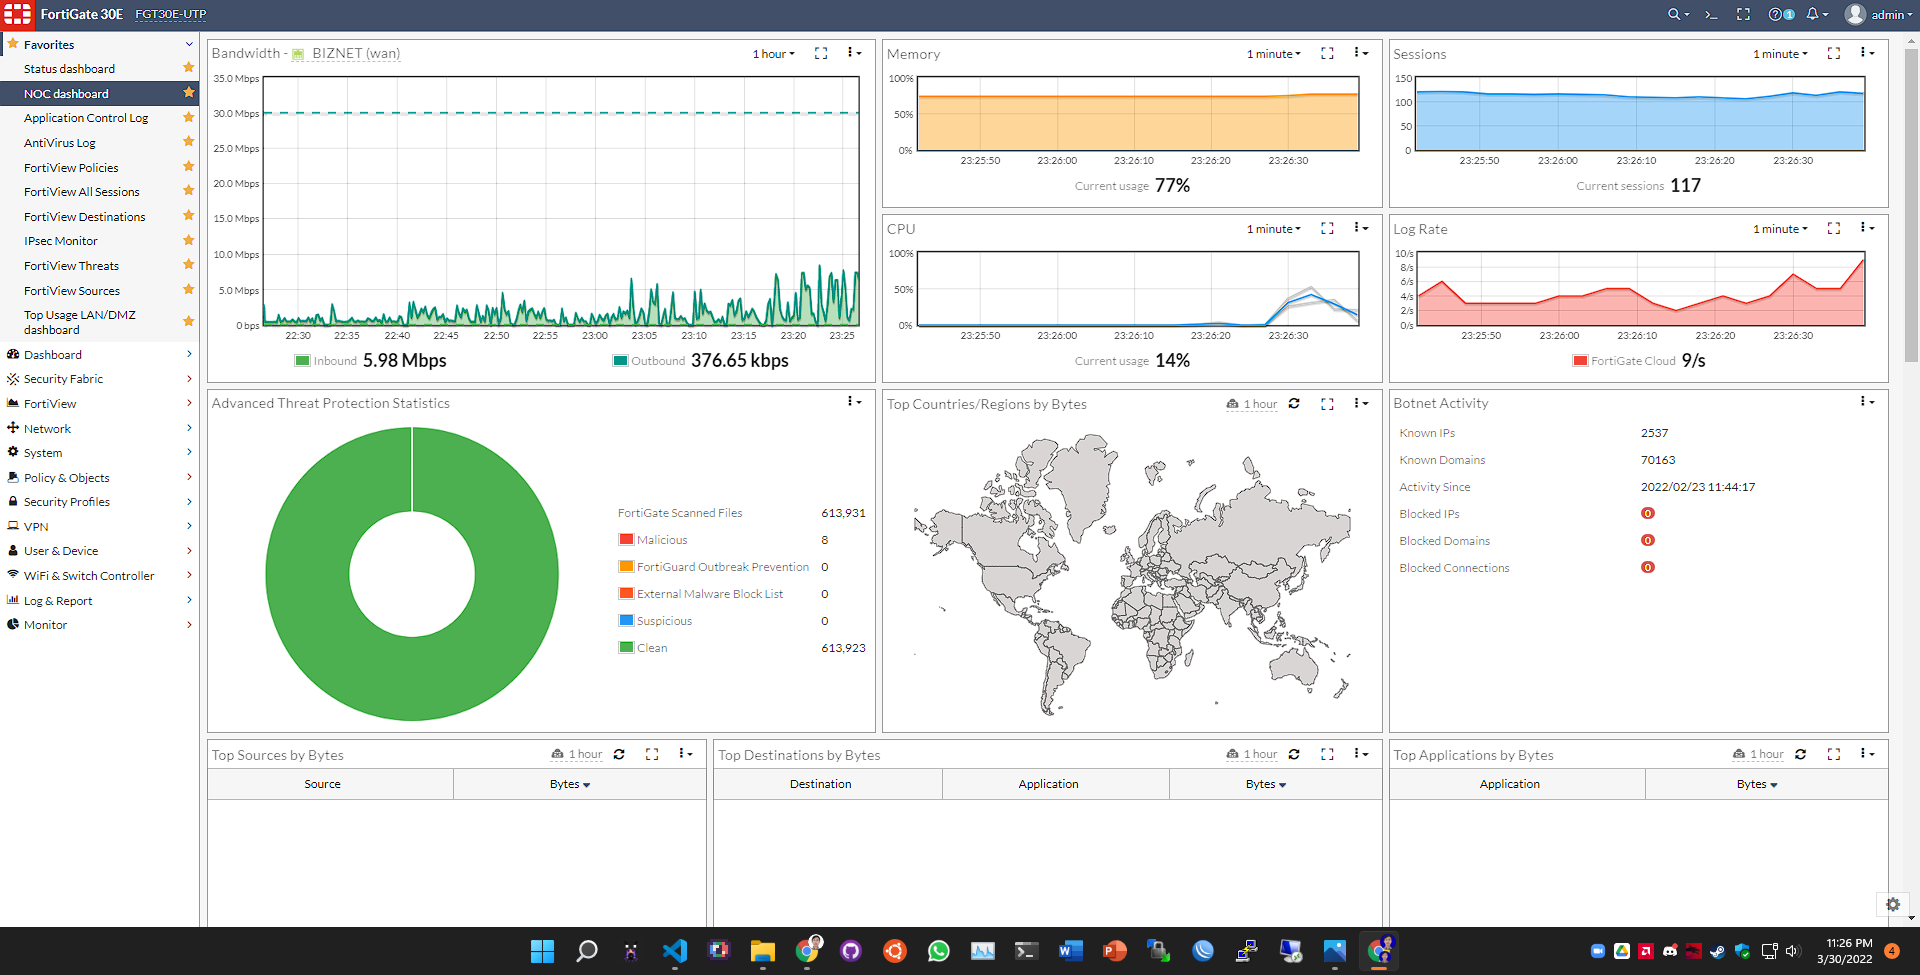 FortiGate 30E FGT30E-UTP
1 admin
Favorites
Status dashboard
NOC dashboard
Application Control Log
AntiVirus Log
FortiView Policies
FortiView All Sessions
FortiView Destinations
IPsec Monitor
FortiView Threats
FortiView Sources
Top Usage LAN/DMZ
dashboard
Dashboard
Security Fabric
FortiView
Network
System
Policy & Objects
Security Profiles
VPN
User & Device
WiFi & Switch Controller
Log & Report
Monitor
Bandwidth - BIZNET (wan) 1 hour
35.0 Mbps
30.0 Mbps
25.0 Mbps
20.0 Mbps
15.0 Mbps
10.0 Mbps
5.0 Mbps
0 bps
22:30 22:35 22:40 22:45 22:50 22:55 23:00 23:05 23:10 23:15 23:20 23:25
Inbound 5.98 Mbps Outbound 376.65 kbps
Memory 1 minute
100%
50%
0%
23:25:50 23:26:00 23:26:10 23:26:20 23:26:30
Current usage 77%
Sessions 1 minute
150
100
50
0
23:25:50 23:26:00 23:26:10 23:26:20 23:26:30
Current sessions 117
CPU 1 minute
100%
50%
0%
23:25:50 23:26:00 23:26:10 23:26:20 23:26:30
Current usage 14%
Log Rate 1 minute
10/s
8/s
6/s
4/s
2/s
0/s
23:25:50 23:26:00 23:26:10 23:26:20 23:26:30
FortiGate Cloud 9/s
Advanced Threat Protection Statistics
FortiGate Scanned Files 613,931
Malicious 8
FortiGuard Outbreak Prevention 0
External Malware Block List 0
Suspicious 0
Clean 613,923
Top Countries/Regions by Bytes 1 hour
Botnet Activity
Known IPs 2537
Known Domains 70163
Activity Since 2022/02/23 11:44:17
Blocked IPs 0
Blocked Domains 0
Blocked Connections 0
Top Sources by Bytes 1 hour
Source Bytes
Top Destinations by Bytes 1 hour
Destination Application Bytes
Top Applications by Bytes 1 hour
Application Bytes
11:26 PM
3/30/2022
4